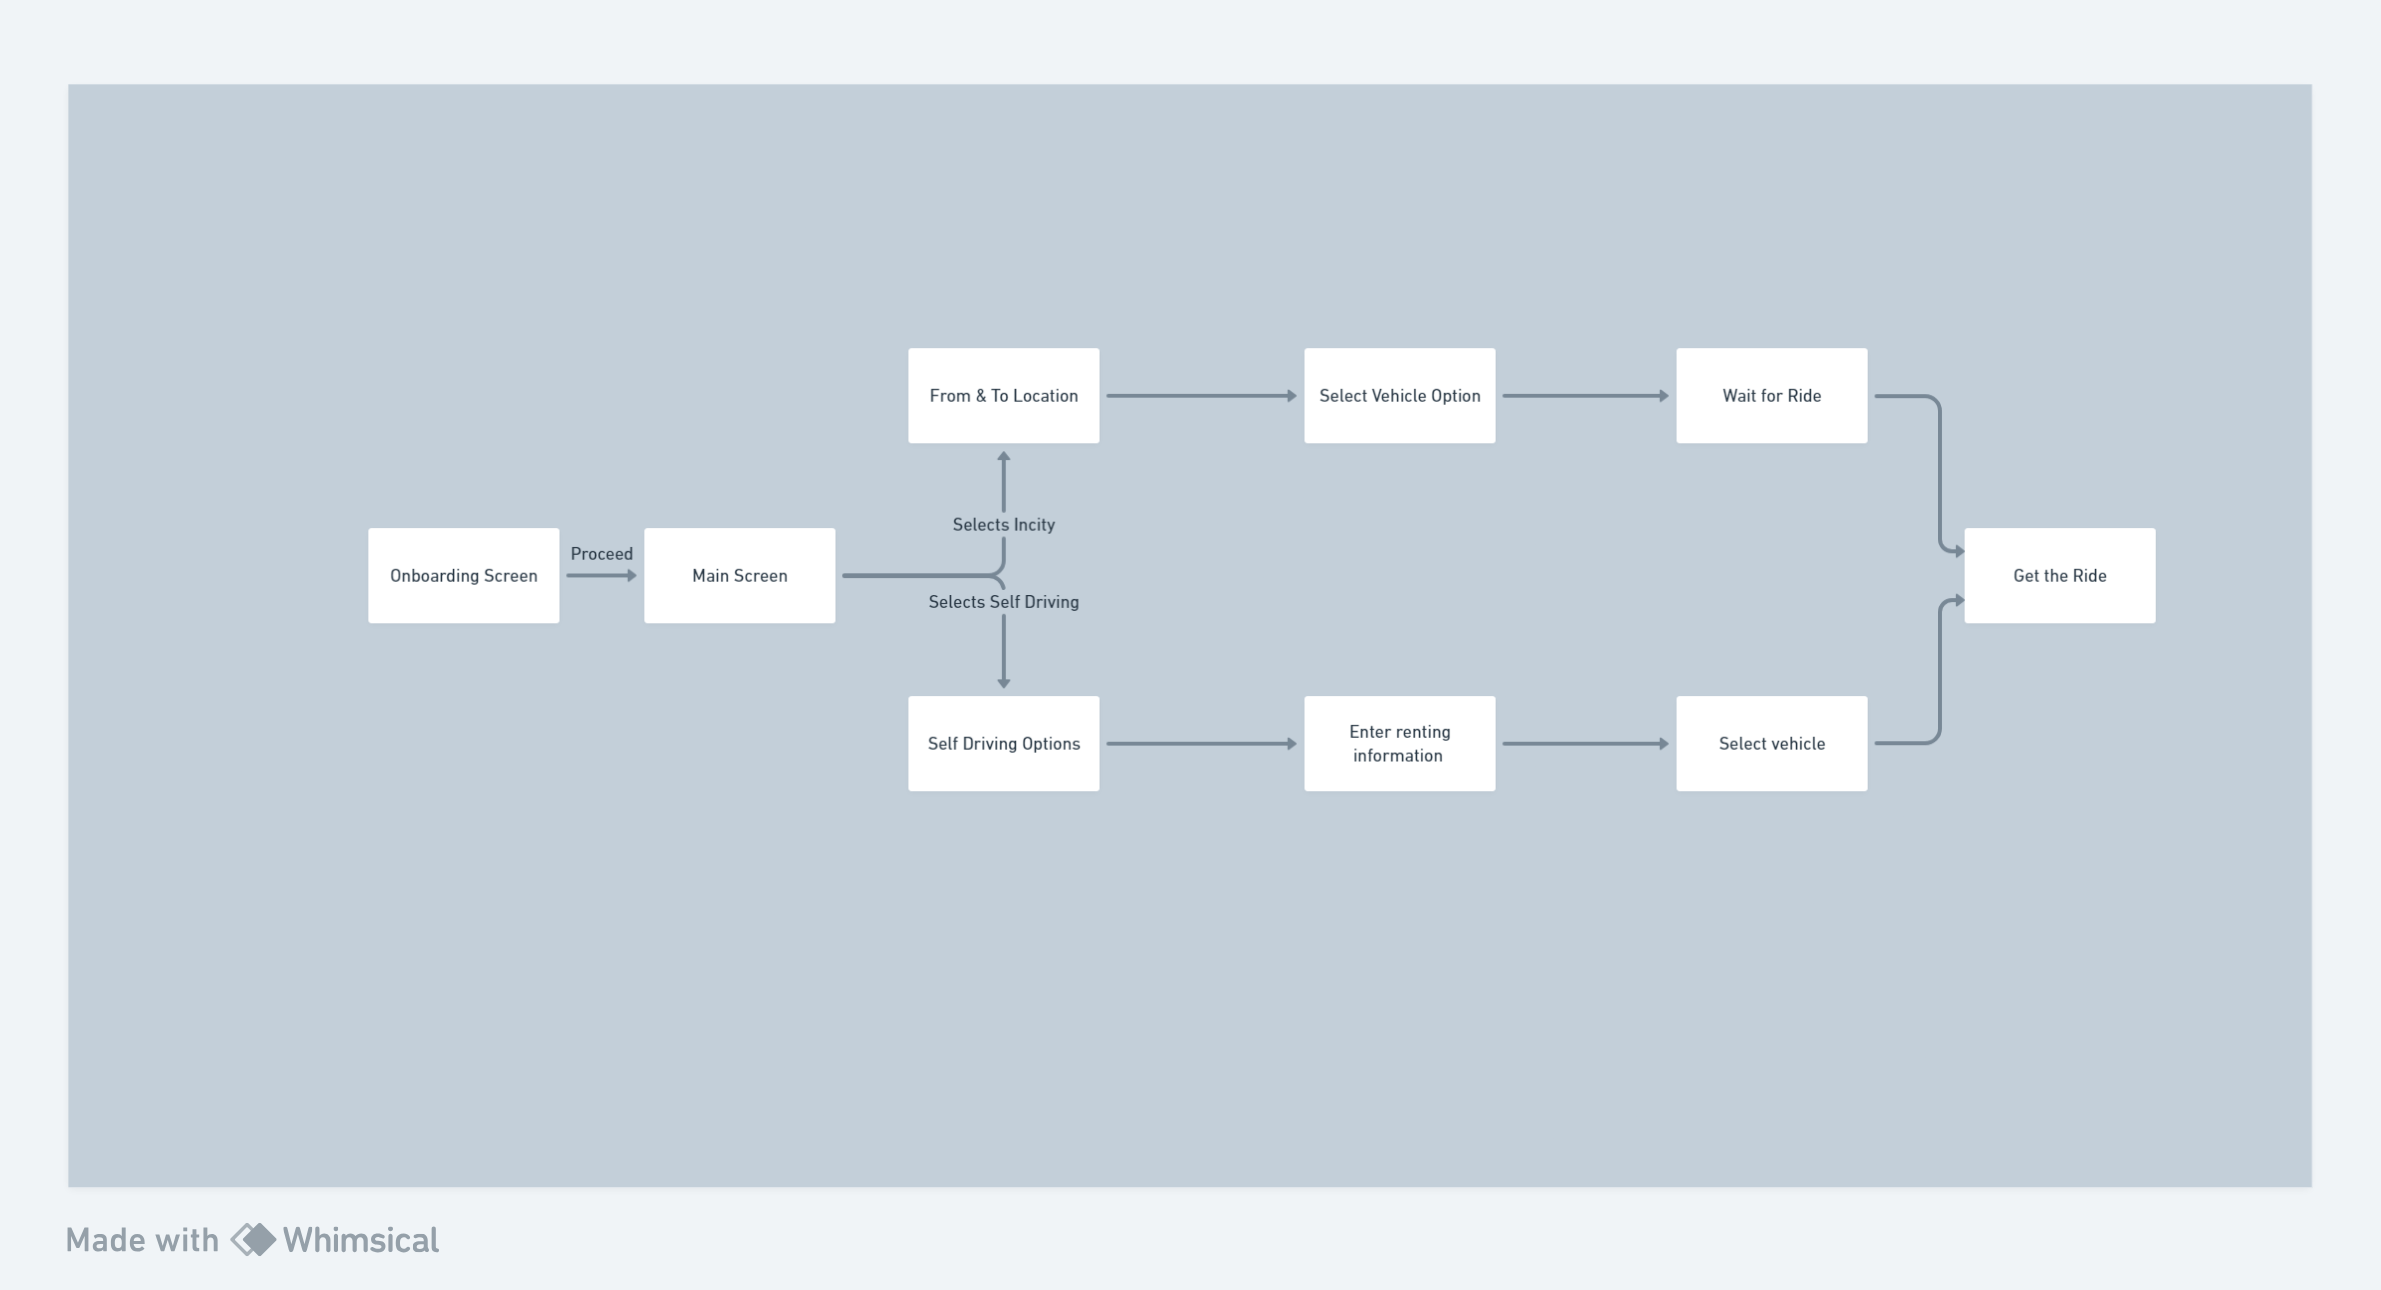 From & To Location
Select Vehicle Option
Wait for Ride
Selects Incity
Onboarding Screen
Proceed
Main Screen
Get the Ride
Selects Self Driving
Self Driving Options
Enter renting
information
Select vehicle
Made with Whimsical